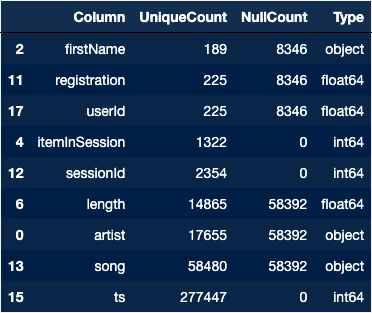 Column UniqueCount NullCount Type
2 firstName 189 8346 object
11 registration 225 8346 float64
17 userId 225 8346 float64
4 itemInSession 1322 0 int64
12 sessionId 2354 0 int64
6 length 14865 58392 float64
0 artist 17655 58392 object
13 song 58480 58392 object
15 ts 277447 0 int64